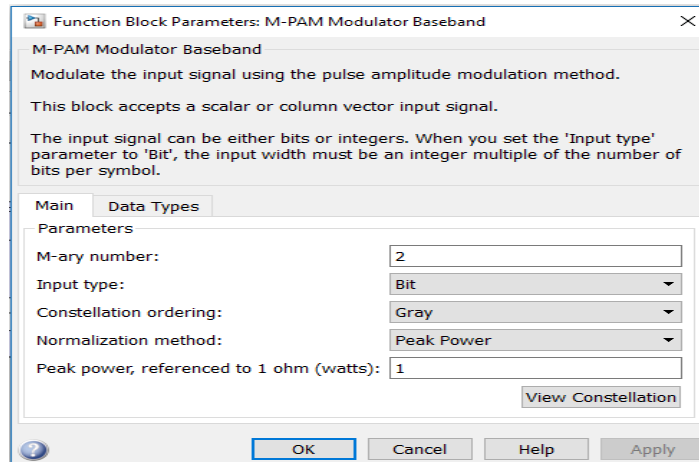 Function Block Parameters: M-PAM Modulator Baseband
M-PAM Modulator Baseband
Modulate the input signal using the pulse amplitude modulation method.
This block accepts a scalar or column vector input signal.
The input signal can be either bits or integers. When you set the 'Input type'
parameter to 'Bit', the input width must be an integer multiple of the number of
bits per symbol.
Main Data Types
Parameters
M-ary number: 2
Input type: Bit
Constellation ordering: Gray
Normalization method: Peak Power
Peak power, referenced to 1 ohm (watts): 1
View Constellation
OK Cancel Help Apply